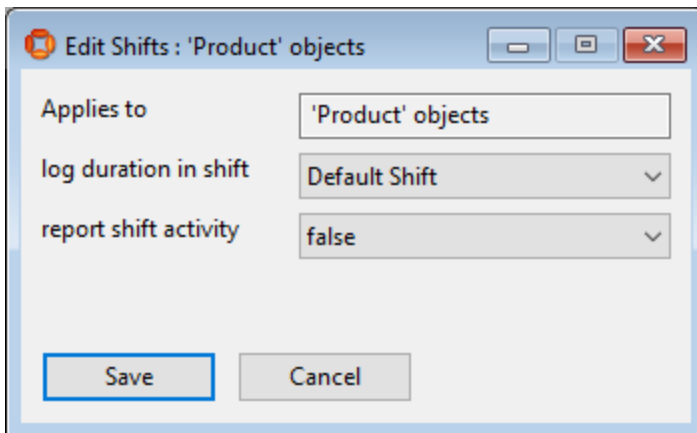 Edit Shifts : 'Product' objects
Applies to
'Product' objects
log duration in shift
Default Shift
report shift activity
false
Save
Cancel